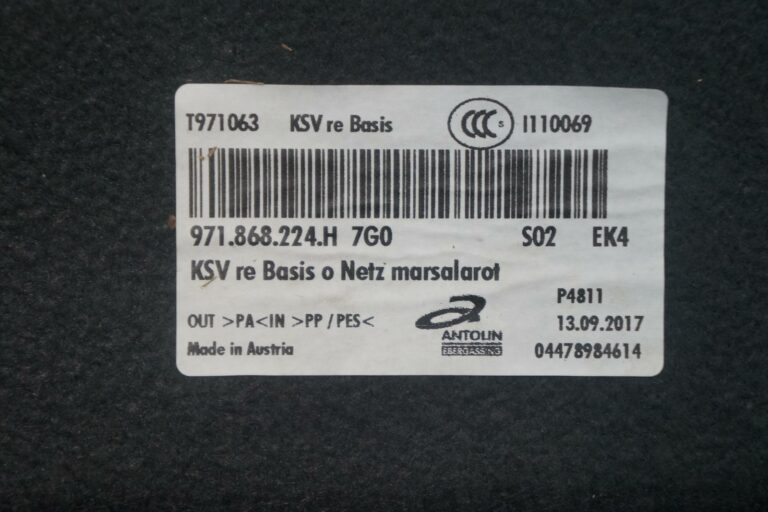 T971063 KSV re Basis CCC S I110069
971.868.224.H 7G0 S02 EK4
KSV re Basis o Netz marsalarot
P4811
OUT >PA<IN >PP/PES< 13.09.2017
ANTOLIN
Made in Austria EBERGASSING 04478984614